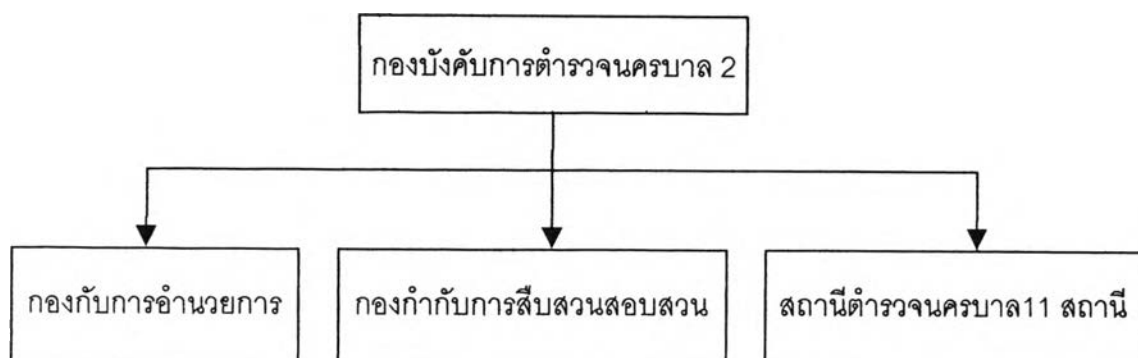 กองบังคับการตำรวจนครบาล 2
กองกับการอำนวยการ
กองกำกับการสืบสวนสอบสวน
สถานีตำรวจนครบาล11 สถานี